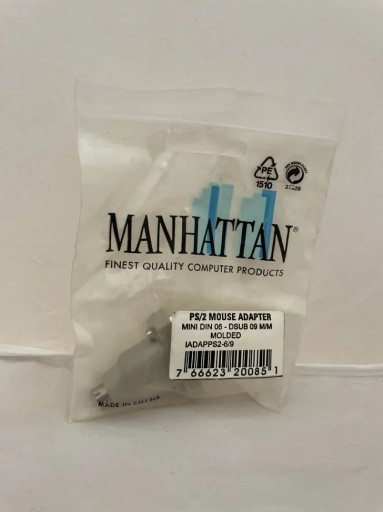 PE
1510
MANHATTAN®
FINEST QUALITY COMPUTER PRODUCTS
PS/2 MOUSE ADAPTER
MINI DIN 06 - DSUB 09 M/M
MOLDED
IADAPPS2-6/9
7 66623 20085 1
MADE IN CHINA